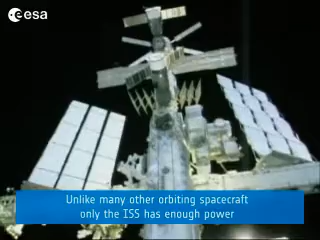 esa
Unlike many other orbiting spacecraft
only the ISS has enough power